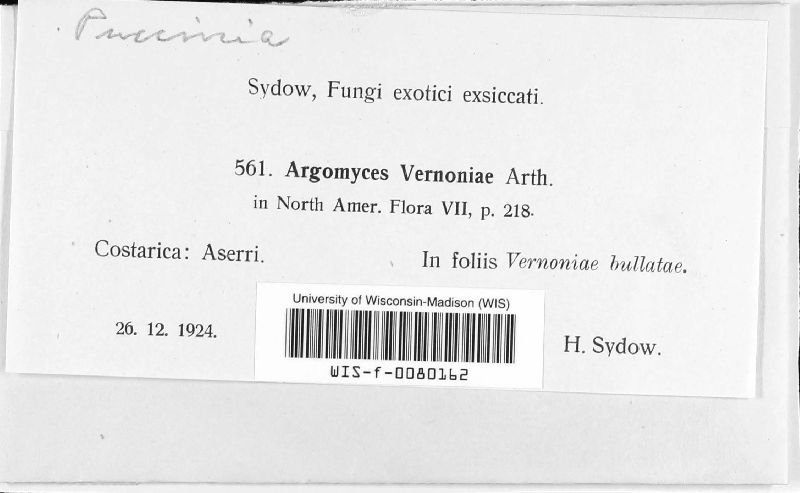 Puccinia
Sydow, Fungi exotici exsiccati.
561. Argomyces Vernoniae Arth.
in North Amer. Flora VII, p. 218.
Costarica: Aserri. In foliis Vernoniae bullatae.
University of Wisconsin-Madison (WIS)
26. 12. 1924. H. Sydow.
WIS-f-0080162